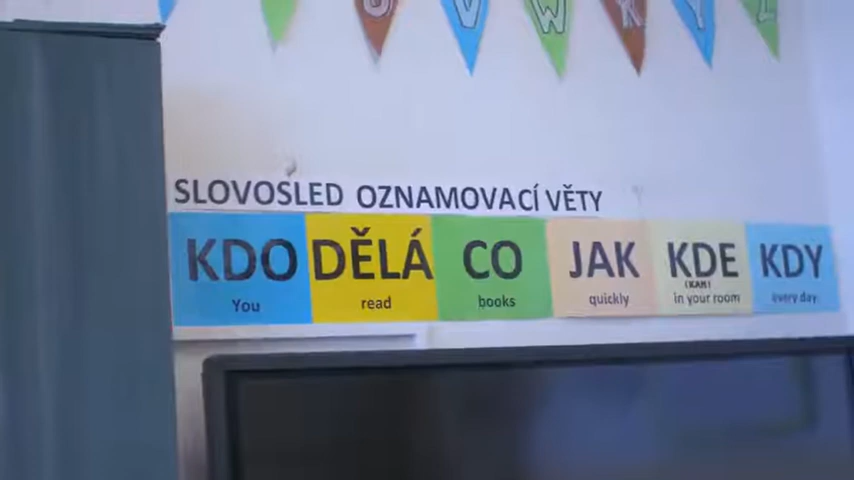 V W X Y Z
SLOVOSLED OZNAMOVACÍ VĚTY
KDO DĚLÁ CO JAK KDE KDY
(KAM)
You read books quickly in your room every day